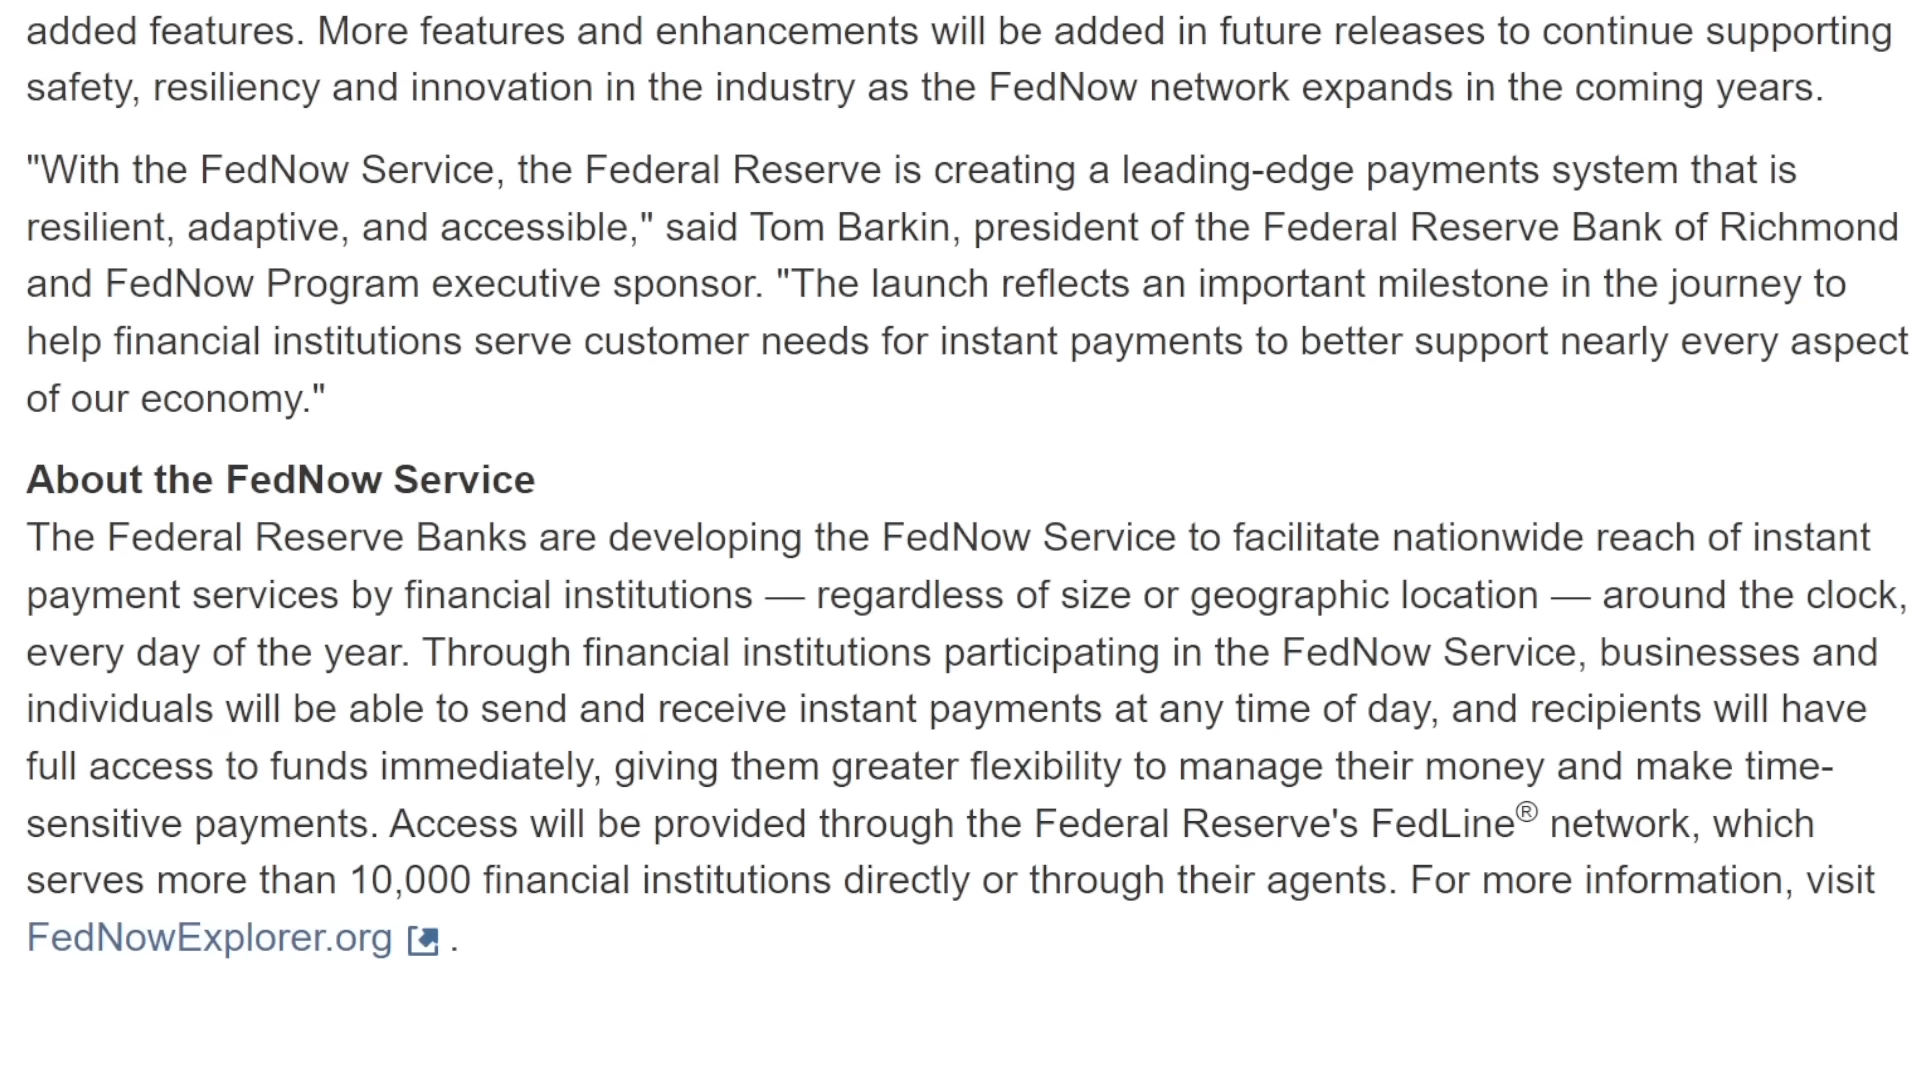 added features. More features and enhancements will be added in future releases to continue supporting
safety, resiliency and innovation in the industry as the FedNow network expands in the coming years.
"With the FedNow Service, the Federal Reserve is creating a leading-edge payments system that is
resilient, adaptive, and accessible," said Tom Barkin, president of the Federal Reserve Bank of Richmond
and FedNow Program executive sponsor. "The launch reflects an important milestone in the journey to
help financial institutions serve customer needs for instant payments to better support nearly every aspect
of our economy."
About the FedNow Service
The Federal Reserve Banks are developing the FedNow Service to facilitate nationwide reach of instant
payment services by financial institutions — regardless of size or geographic location — around the clock,
every day of the year. Through financial institutions participating in the FedNow Service, businesses and
individuals will be able to send and receive instant payments at any time of day, and recipients will have
full access to funds immediately, giving them greater flexibility to manage their money and make time-
sensitive payments. Access will be provided through the Federal Reserve's FedLine® network, which
serves more than 10,000 financial institutions directly or through their agents. For more information, visit
FedNowExplorer.org .